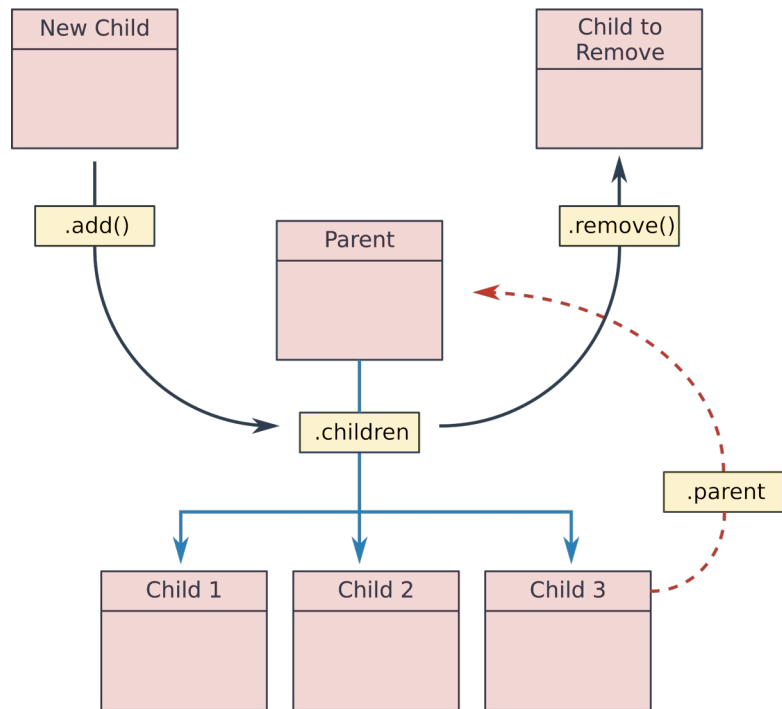 New Child
Child to
Remove
.add()
.remove()
Parent
.children
.parent
Child 1
Child 2
Child 3